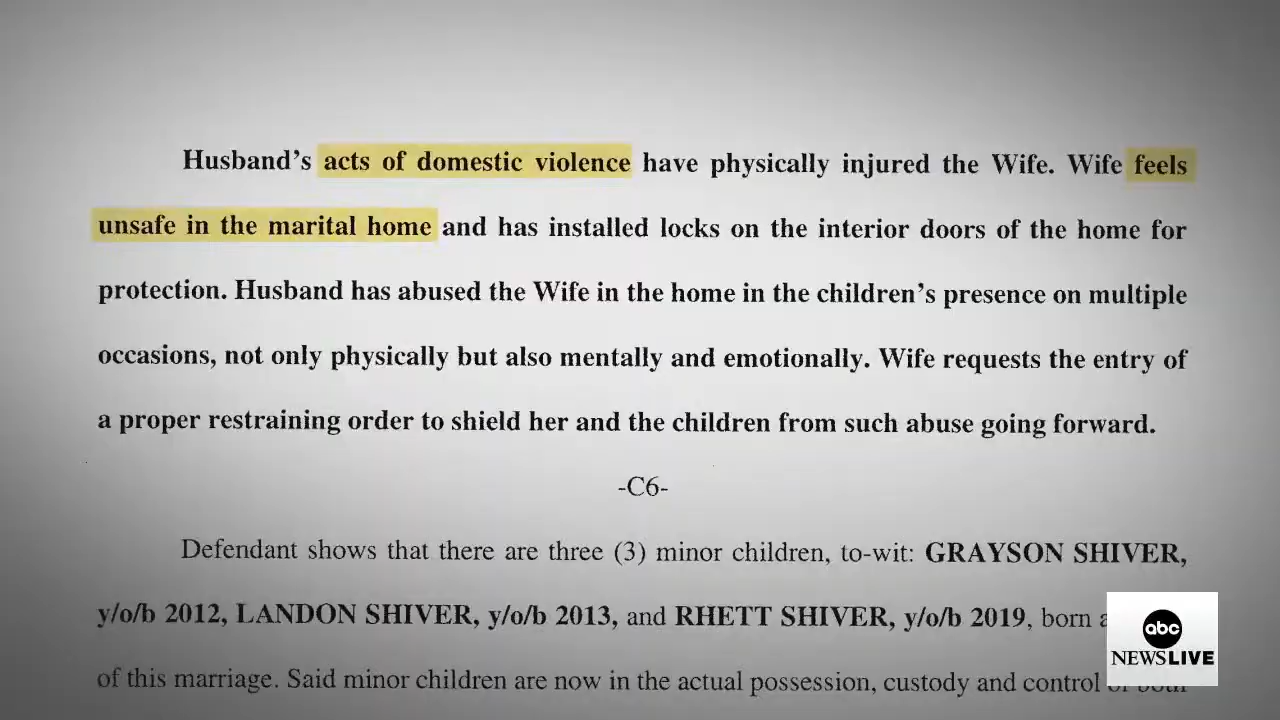 Husband’s acts of domestic violence have physically injured the Wife. Wife feels
unsafe in the marital home and has installed locks on the interior doors of the home for
protection. Husband has abused the Wife in the home in the children’s presence on multiple
occasions, not only physically but also mentally and emotionally. Wife requests the entry of
a proper restraining order to shield her and the children from such abuse going forward.
-C6-
Defendant shows that there are three (3) minor children, to-wit: GRAYSON SHIVER,
y/o/b 2012, LANDON SHIVER, y/o/b 2013, and RHETT SHIVER, y/o/b 2019, born
of this marriage. Said minor children are now in the actual possession, custody and control
abc
NEWSLIVE